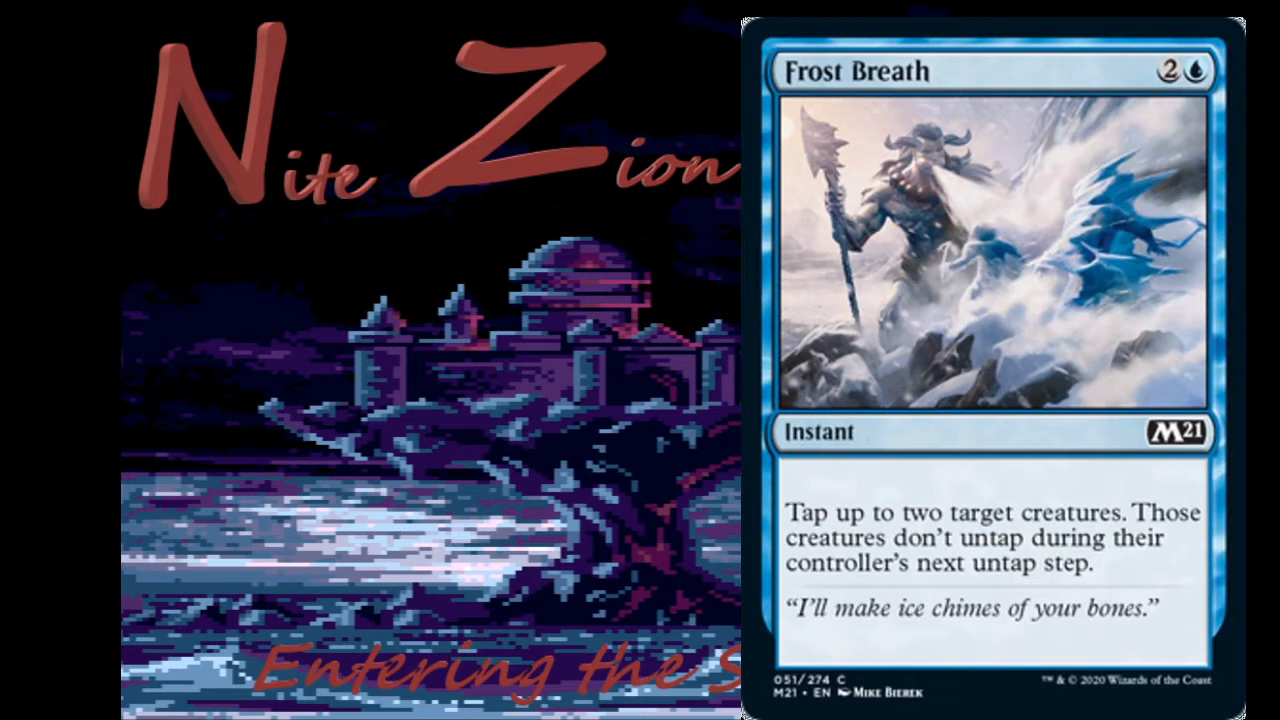 Nite Zion
Entering the S
Frost Breath
2
Instant
M21
Tap up to two target creatures. Those
creatures don't untap during their
controller's next untap step.
“I'll make ice chimes of your bones.”
051/274 C
M21 • EN Mike Bierek
™ & © 2020 Wizards of the Coast